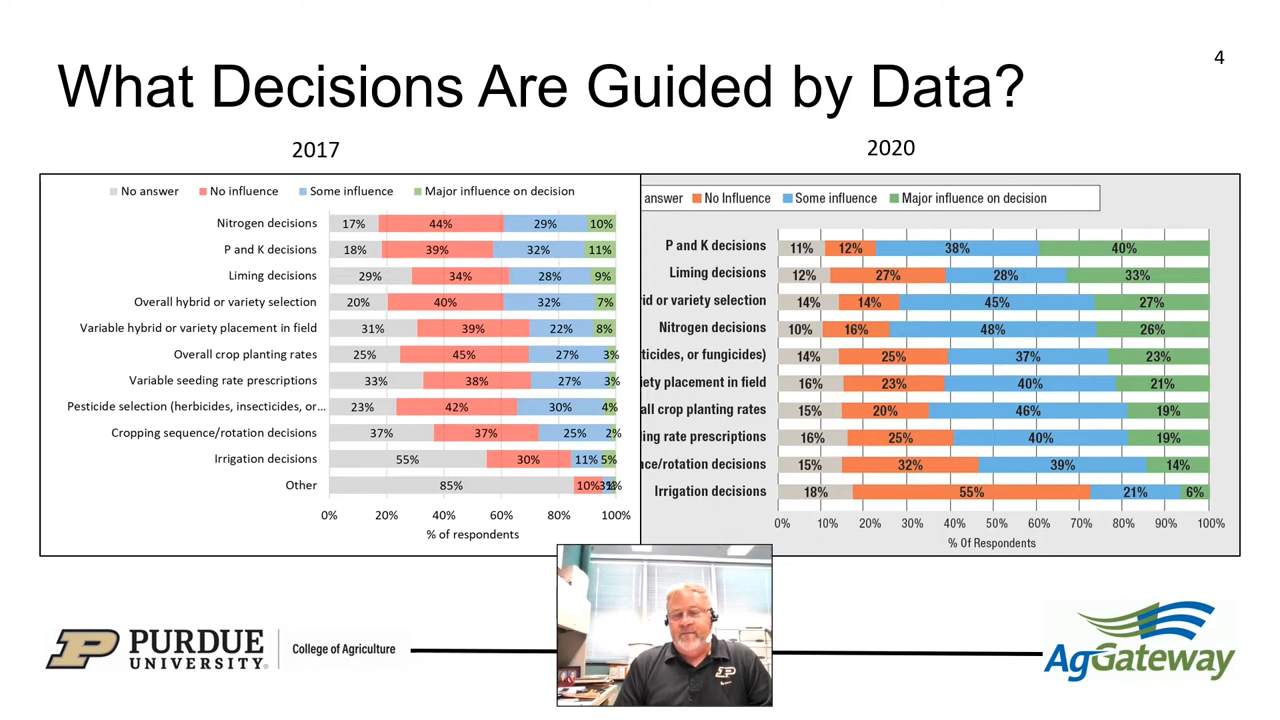 4
What Decisions Are Guided by Data?
2017
No answer No influence Some influence Major influence on decision
Nitrogen decisions 17% 44% 29% 10%
P and K decisions 18% 39% 32% 11%
Liming decisions 29% 34% 28% 9%
Overall hybrid or variety selection 20% 40% 32% 7%
Variable hybrid or variety placement in field 31% 39% 22% 8%
Overall crop planting rates 25% 45% 27% 3%
Variable seeding rate prescriptions 33% 38% 27% 3%
Pesticide selection (herbicides, insecticides, or... 23% 42% 30% 4%
Cropping sequence/rotation decisions 37% 37% 25% 2%
Irrigation decisions 55% 30% 11% 5%
Other 85% 10% 3% 1%
0% 20% 40% 60% 80% 100%
% of respondents
2020
answer No Influence Some influence Major influence on decision
P and K decisions 11% 12% 38% 40%
Liming decisions 12% 27% 28% 33%
rid or variety selection 14% 14% 45% 27%
Nitrogen decisions 10% 16% 48% 26%
ticides, or fungicides) 14% 25% 37% 23%
iety placement in field 16% 23% 40% 21%
all crop planting rates 15% 20% 46% 19%
ing rate prescriptions 16% 25% 40% 19%
nce/rotation decisions 15% 32% 39% 14%
Irrigation decisions 18% 55% 21% 6%
0% 10% 20% 30% 40% 50% 60% 70% 80% 90% 100%
% Of Respondents
P PURDUE UNIVERSITY®
College of Agriculture
P
AgGateway